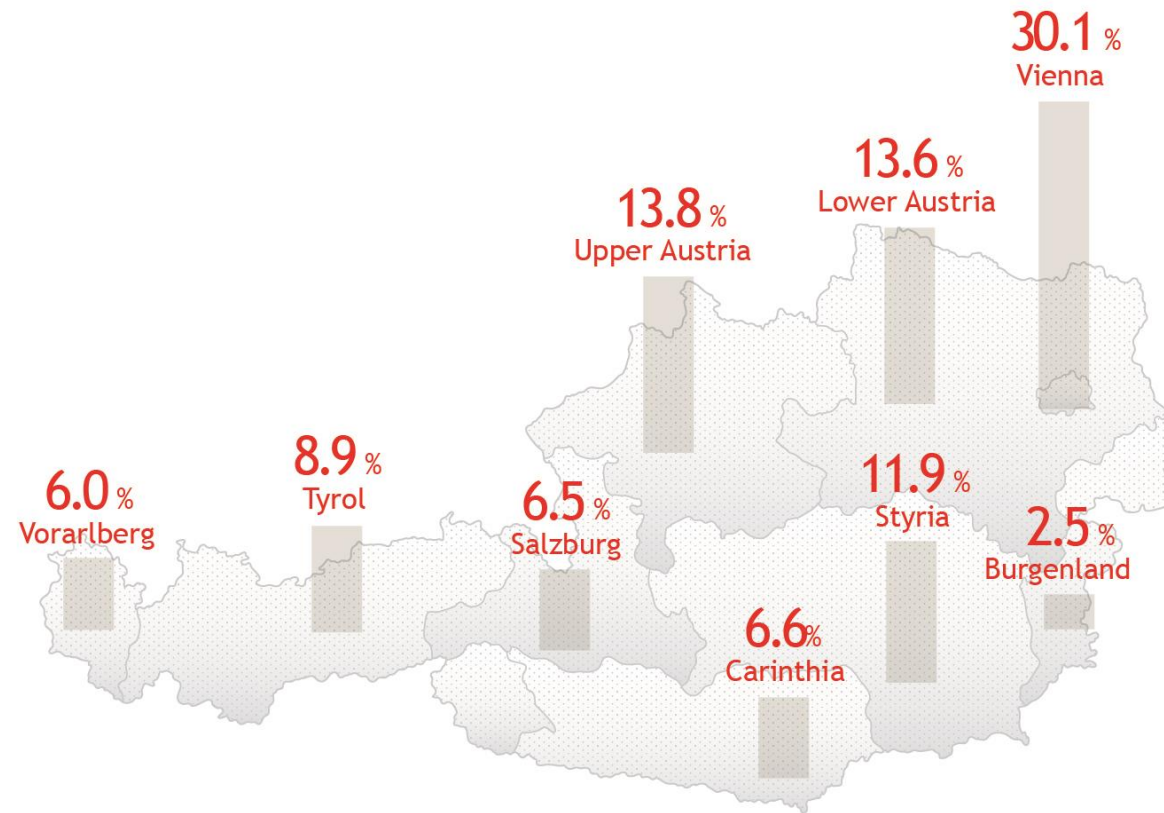 30.1 %
Vienna
13.6 %
Lower Austria
13.8 %
Upper Austria
8.9 %
Tyrol
11.9 %
Styria
6.0 %
Vorarlberg
6.5 %
Salzburg
2.5 %
Burgenland
6.6%
Carinthia